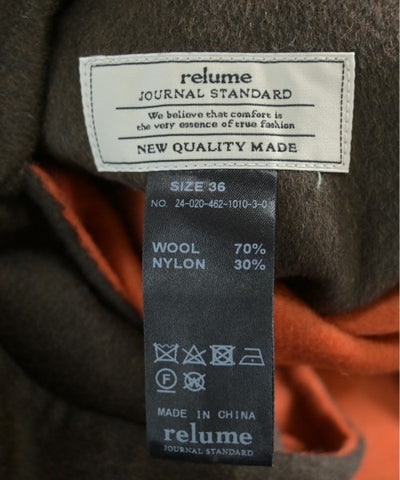 relume
JOURNAL STANDARD
We believe that comfort is
the very essence of true fashion
NEW QUALITY MADE
SIZE 36
NO. 24-020-462-1010-3-0
WOOL 70%
NYLON 30%
F W
MADE IN CHINA
relume
JOURNAL STANDARD